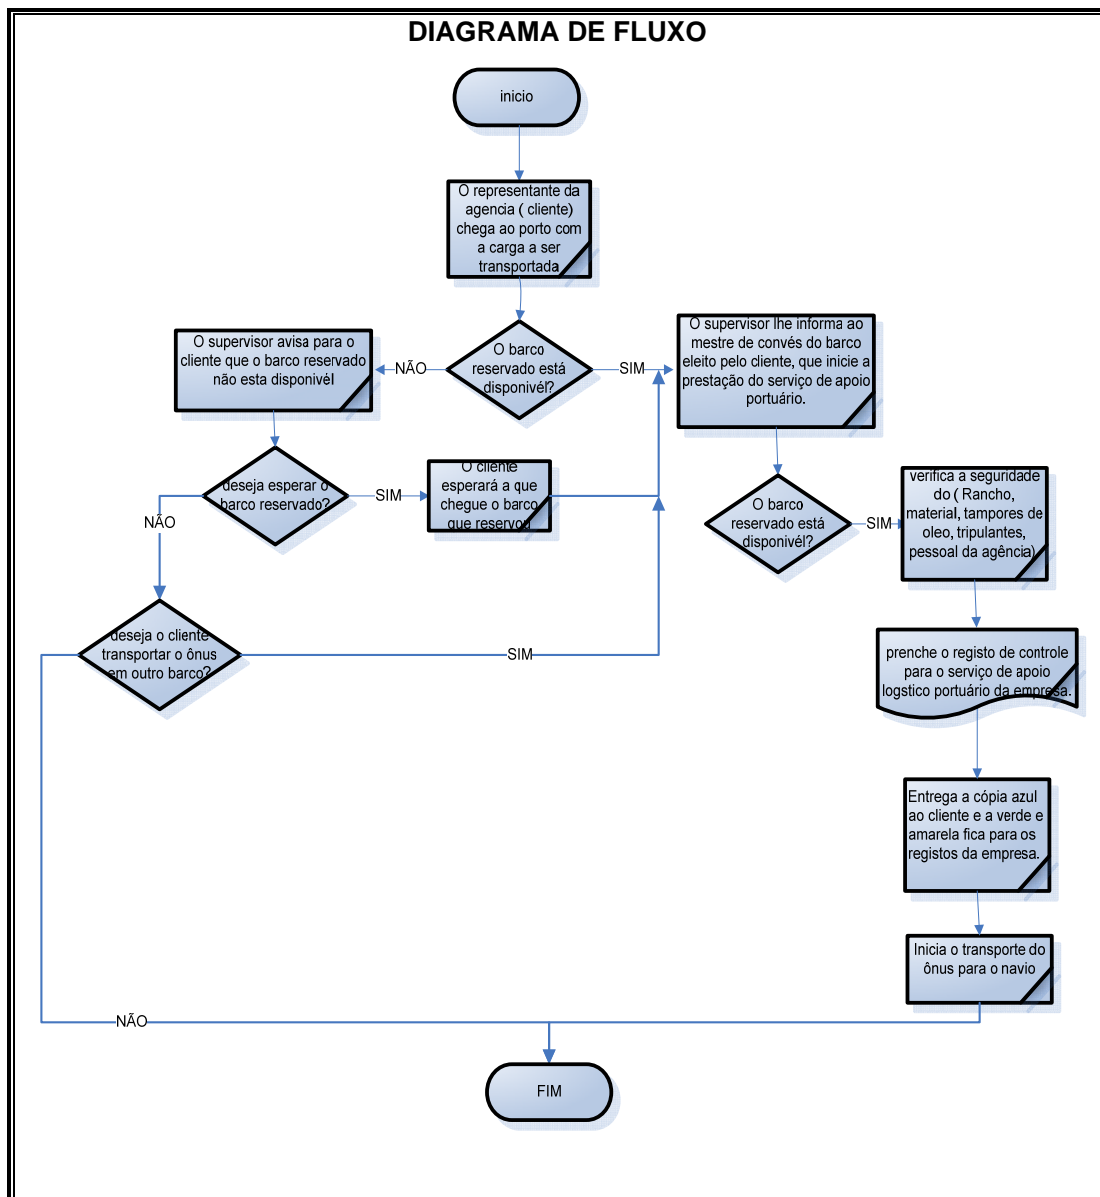 DIAGRAMA DE FLUXO
inicio
O representante da
agencia ( cliente)
chega ao porto com
a carga a ser
transportada
O supervisor avisa para o
cliente que o barco reservado
não esta disponivél
NÃO
O barco
reservado está
disponivél?
SIM
O supervisor lhe informa ao
mestre de convés do barco
eleito pelo cliente, que inicie a
prestação do serviço de apoio
portuário.
deseja esperar o
barco reservado?
SIM
O cliente
esperará a que
chegue o barco
que reservou
NÃO
O barco
reservado está
disponivél?
SIM
verifica a seguridade
do ( Rancho,
material, tampores de
oleo, tripulantes,
pessoal da agência)
deseja o cliente
transportar o ônus
em outro barco?
SIM
prenche o registo de controle
para o serviço de apoio
logstico portuário da empresa.
Entrega a cópia azul
ao cliente e a verde e
amarela fica para os
registos da empresa.
Inicia o transporte do
ônus para o navio
NÃO
FIM